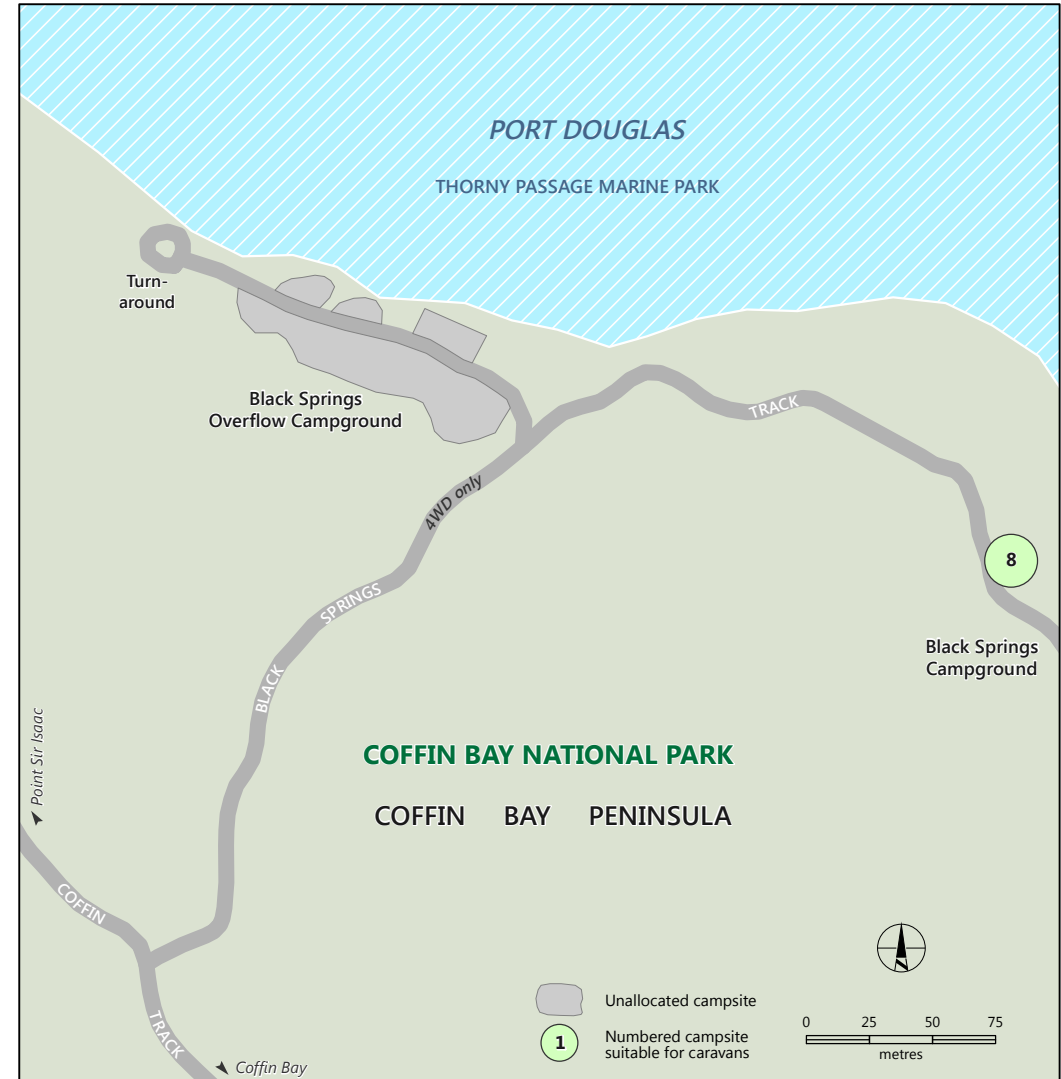 PORT DOUGLAS
THORNY PASSAGE MARINE PARK
Turn-
around
Black Springs
Overflow Campground
TRACK
4WD only
SPRINGS
BLACK
8
Black Springs
Campground
Point Sir Isaac
COFFIN BAY NATIONAL PARK
COFFIN BAY PENINSULA
COFFIN
TRACK
Coffin Bay
N
Unallocated campsite
1
Numbered campsite
suitable for caravans
0 25 50 75
metres